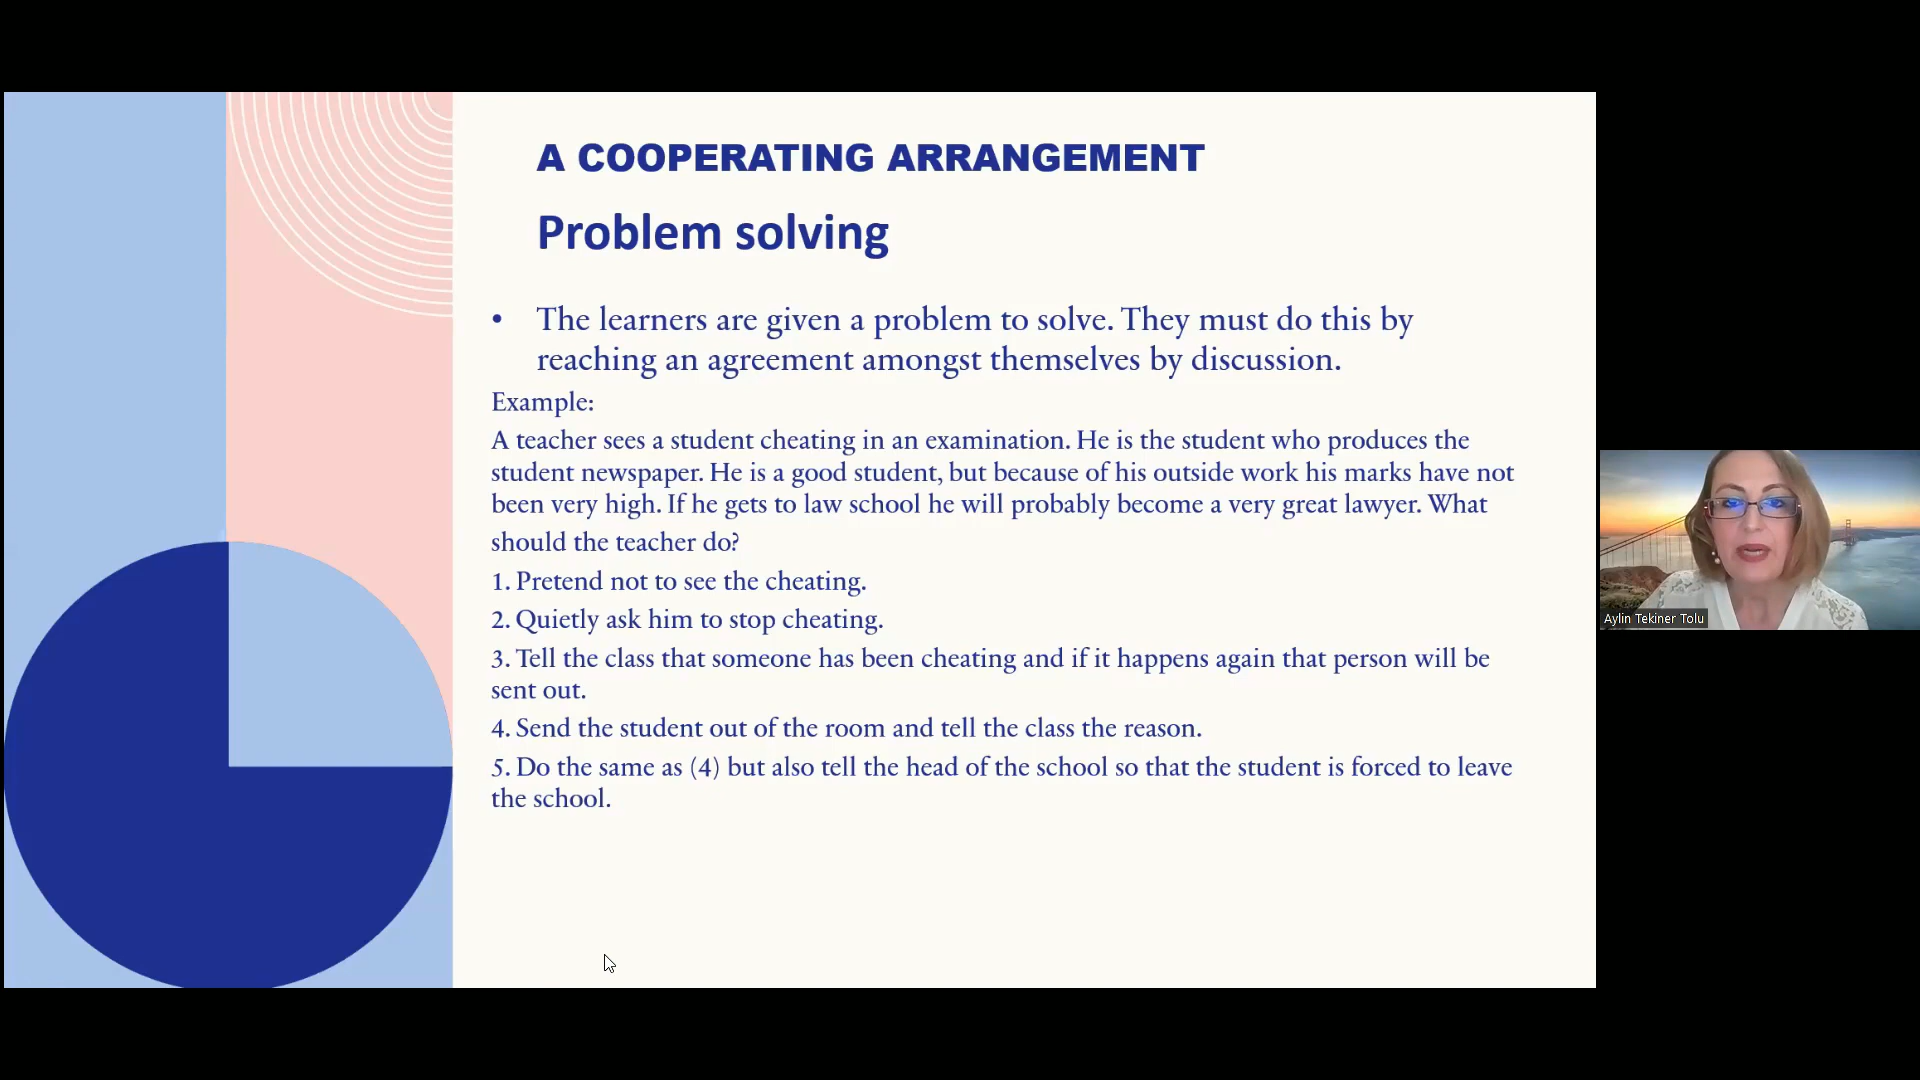 A COOPERATING ARRANGEMENT
Problem solving
• The learners are given a problem to solve. They must do this by
reaching an agreement amongst themselves by discussion.
Example:
A teacher sees a student cheating in an examination. He is the student who produces the
student newspaper. He is a good student, but because of his outside work his marks have not
been very high. If he gets to law school he will probably become a very great lawyer. What
should the teacher do?
1. Pretend not to see the cheating.
2. Quietly ask him to stop cheating.
3. Tell the class that someone has been cheating and if it happens again that person will be
sent out.
4. Send the student out of the room and tell the class the reason.
5. Do the same as (4) but also tell the head of the school so that the student is forced to leave
the school.
Aylin Tekiner Tolu